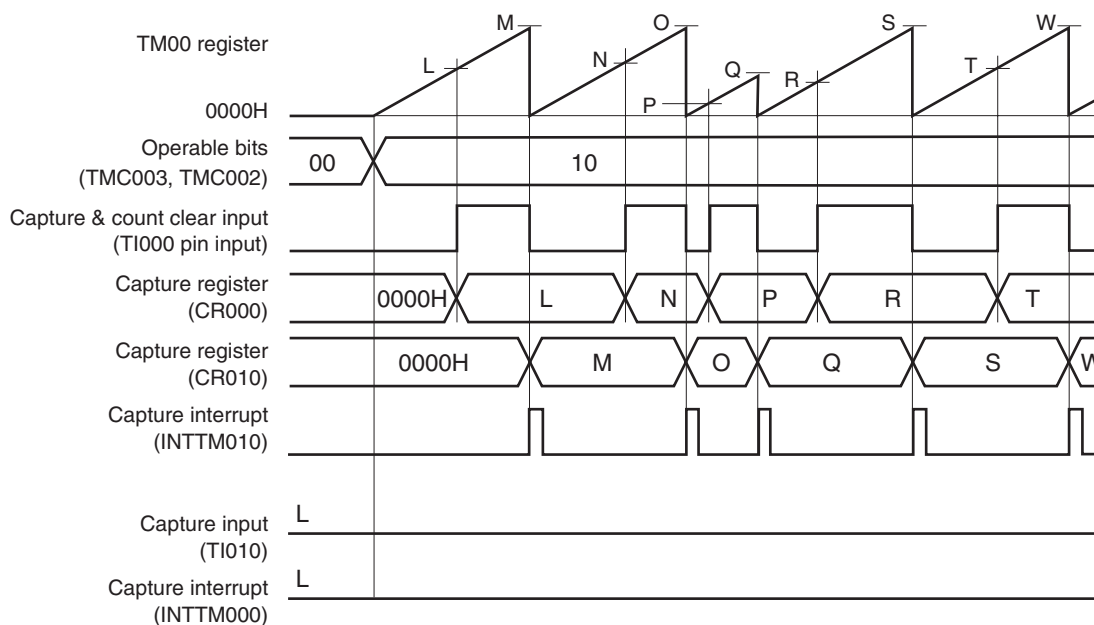 M O S W
TM00 register
L N Q R T
P
0000H
Operable bits
(TMC003, TMC002)
00 10
Capture & count clear input
(TI000 pin input)
Capture register
(CR000)
0000H L N P R T
Capture register
(CR010)
0000H M O Q S W
Capture interrupt
(INTTM010)
L
Capture input
(TI010)
L
Capture interrupt
(INTTM000)